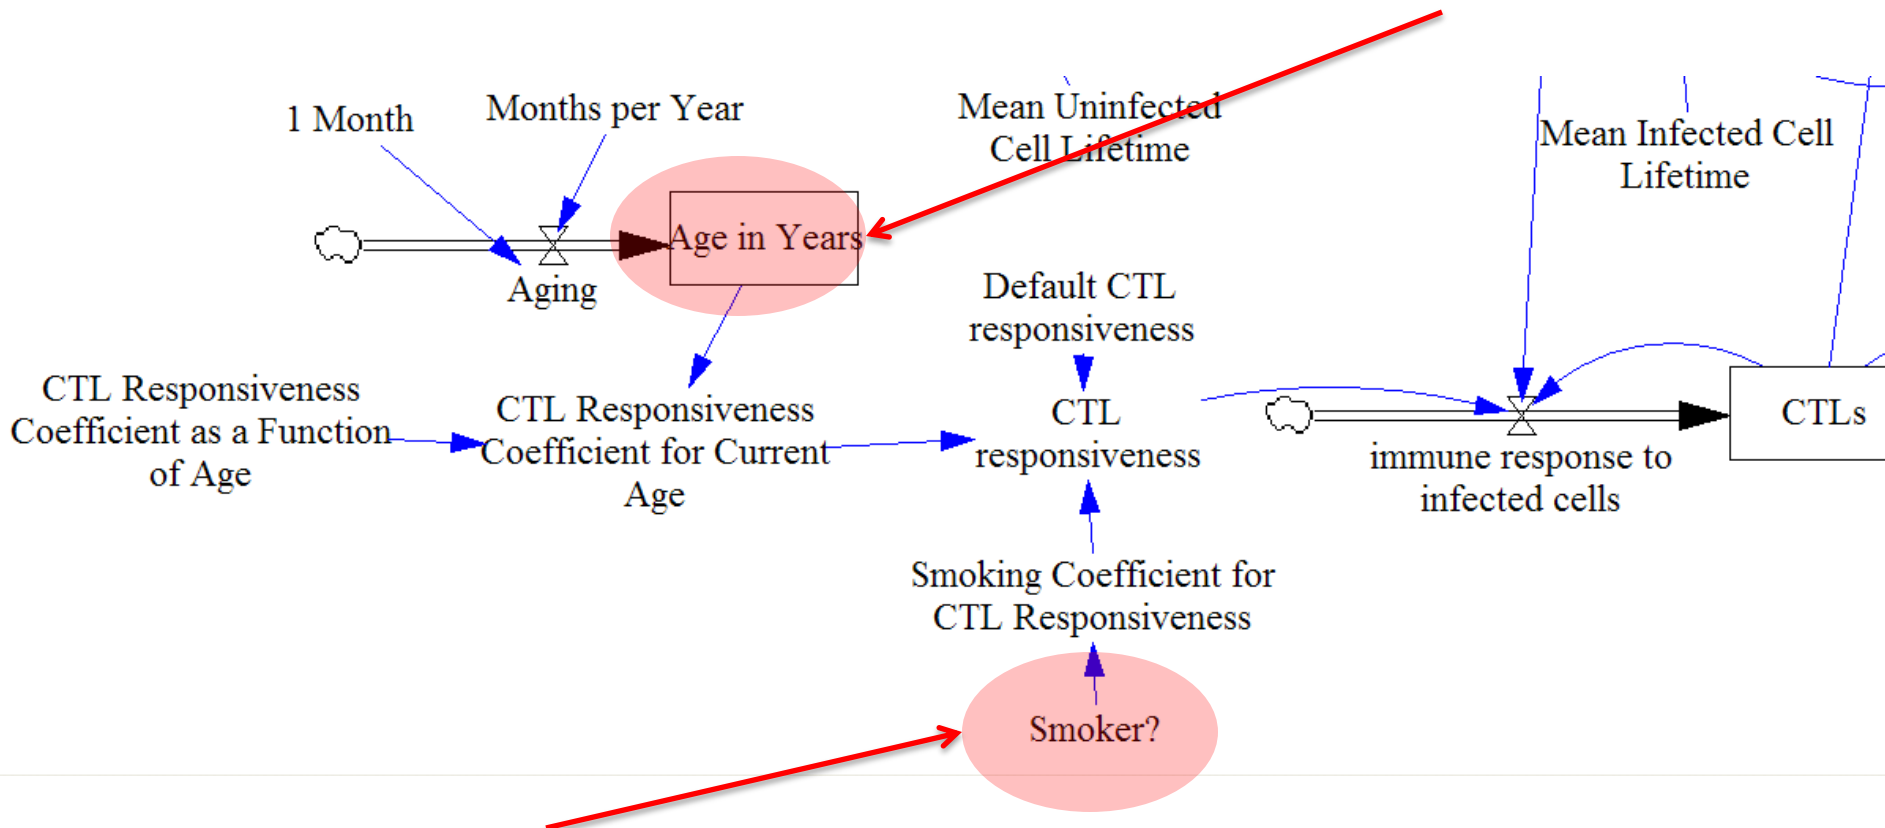 1 Month
Months per Year
Mean Uninfected
Cell Lifetime
Mean Infected Cell
Lifetime
Age in Years
Aging
Default CTL
responsiveness
CTL Responsiveness
Coefficient as a Function
of Age
CTL Responsiveness
Coefficient for Current
Age
CTL
responsiveness
CTLs
immune response to
infected cells
Smoking Coefficient for
CTL Responsiveness
Smoker?